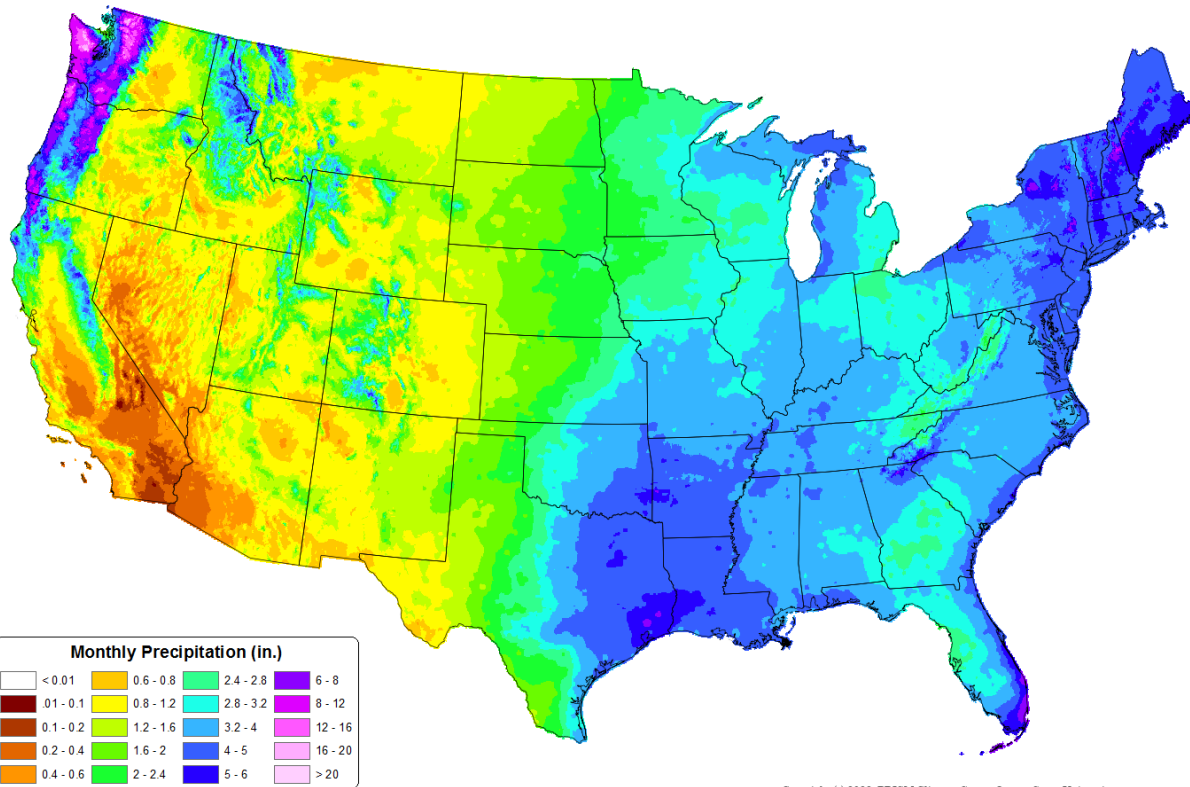 Monthly Precipitation (in.)
< 0.01 0.6 - 0.8 2.4 - 2.8 6 - 8
.01 - 0.1 0.8 - 1.2 2.8 - 3.2 8 - 12
0.1 - 0.2 1.2 - 1.6 3.2 - 4 12 - 16
0.2 - 0.4 1.6 - 2 4 - 5 16 - 20
0.4 - 0.6 2 - 2.4 5 - 6 > 20